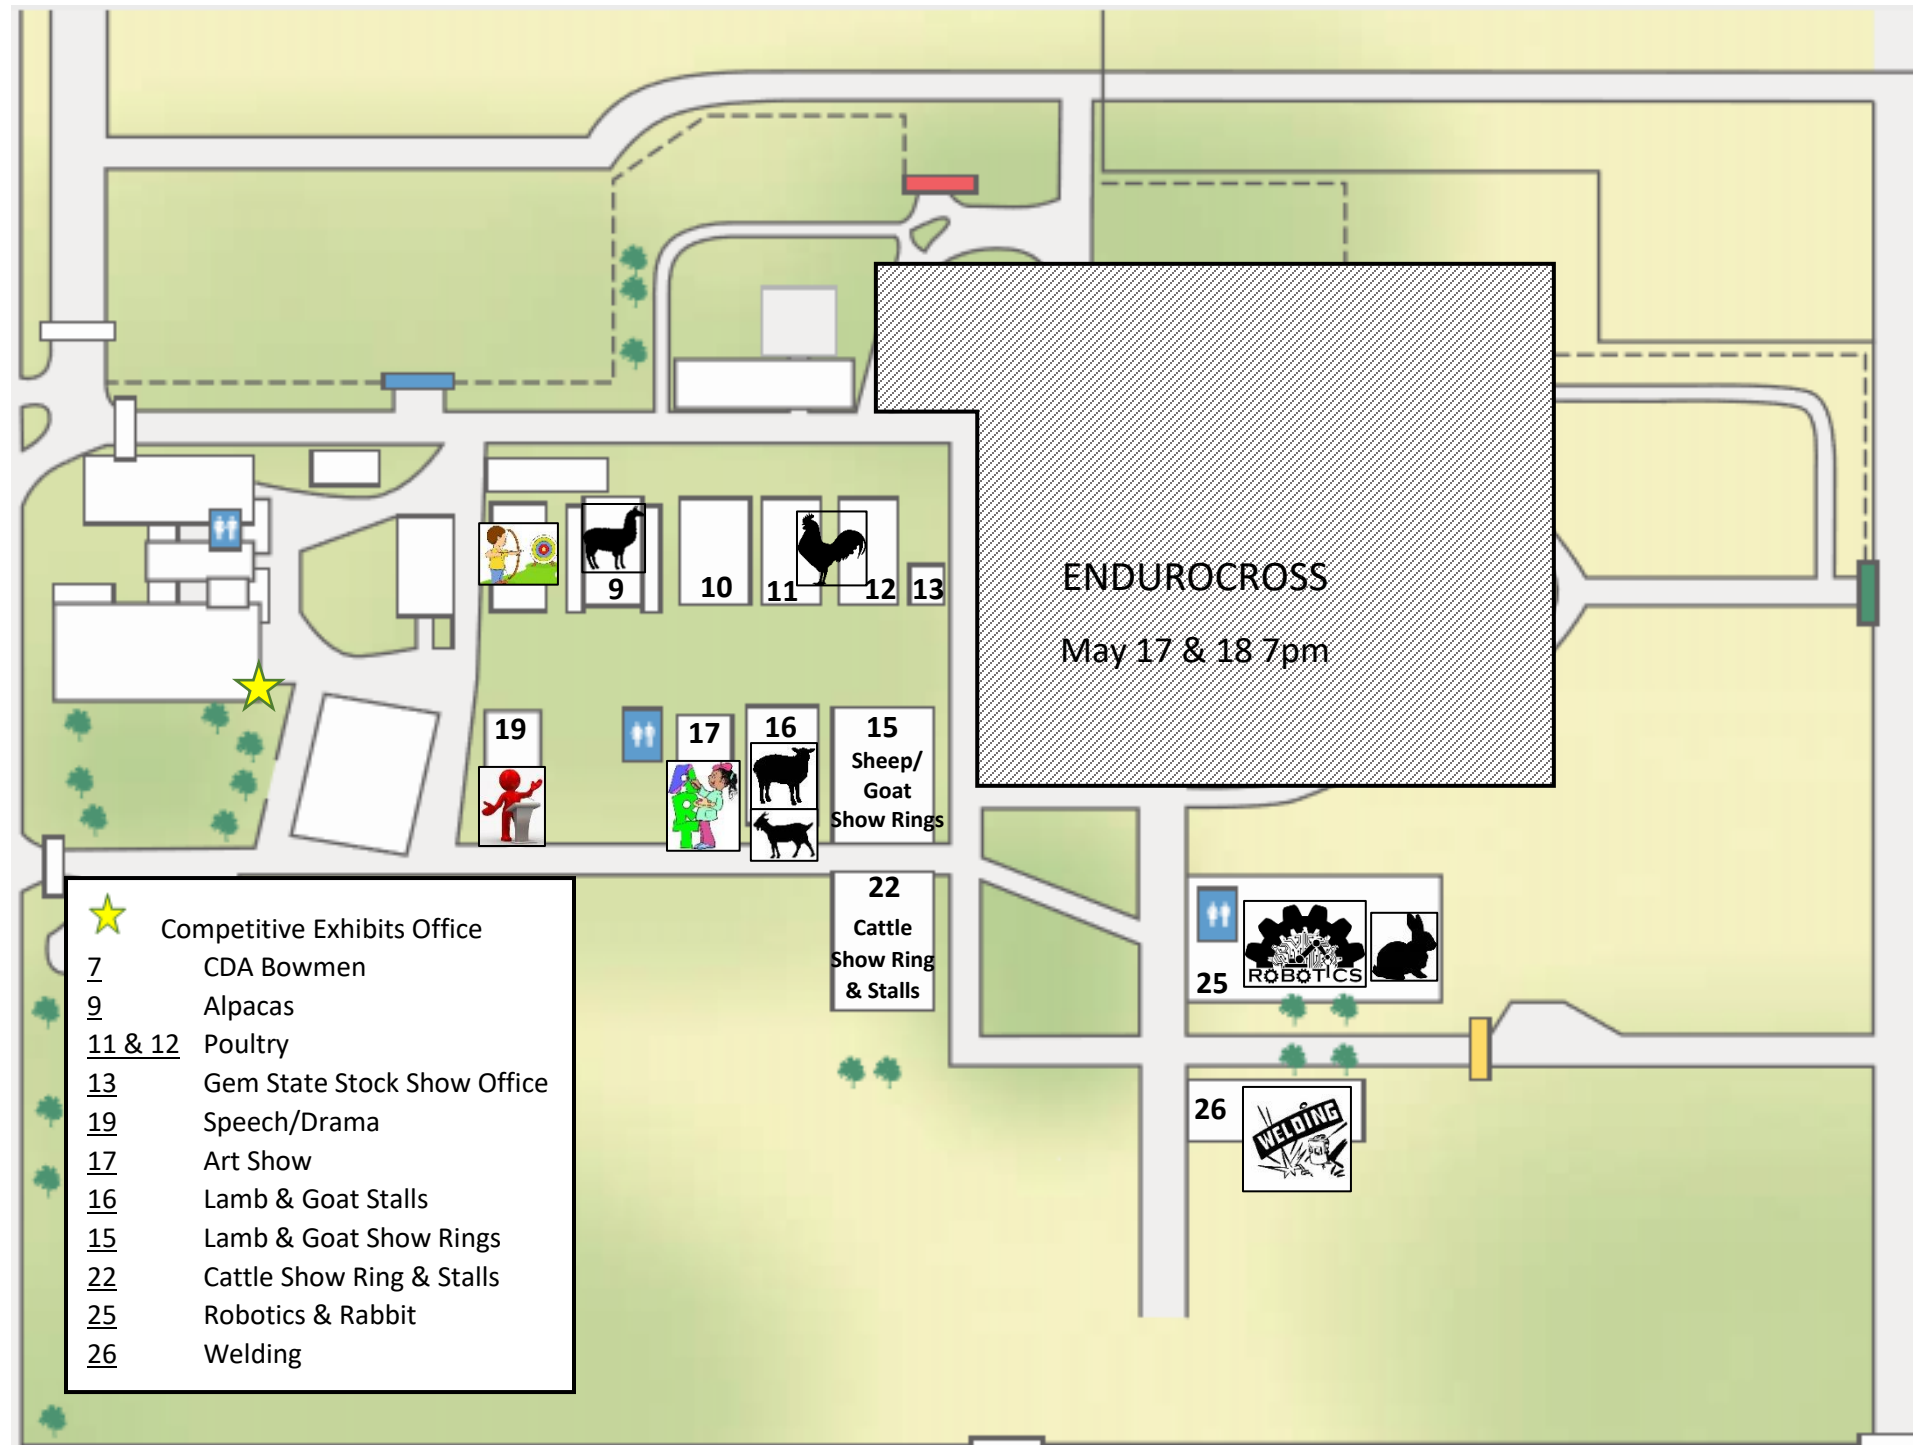 ENDUROCROSS
May 17 & 18 7pm
9
10
11
12
13
19
17
ART
16
15
Sheep/
Goat
Show Rings
22
Cattle
Show Ring
& Stalls
25
ROBOTICS
26
WELDING
Competitive Exhibits Office
7 CDA Bowmen
9 Alpacas
11 & 12 Poultry
13 Gem State Stock Show Office
19 Speech/Drama
17 Art Show
16 Lamb & Goat Stalls
15 Lamb & Goat Show Rings
22 Cattle Show Ring & Stalls
25 Robotics & Rabbit
26 Welding